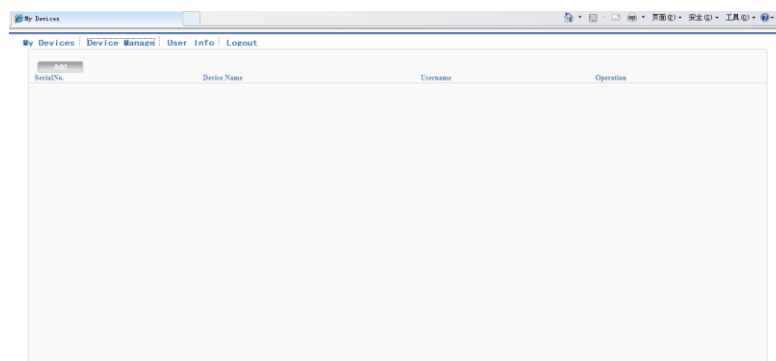 My Devices
页面(P) 安全(S) 工具(O)
My Devices Device Manage User Info Logout
Add
SerialNo. Device Name Username Operation